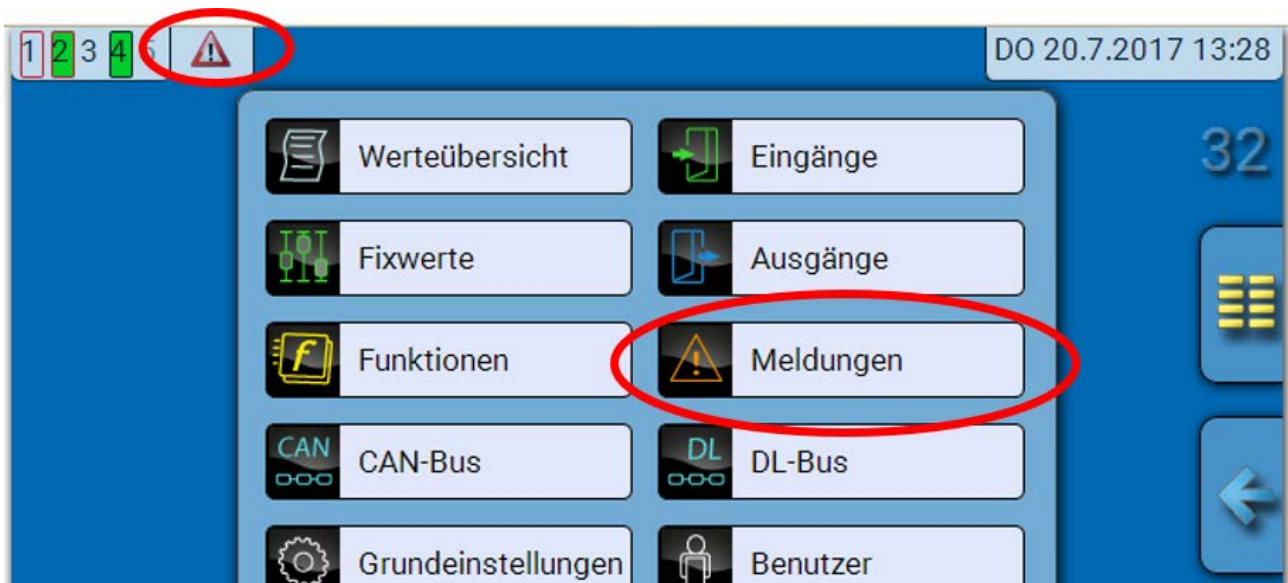 1 2 3 4 5
DO 20.7.2017 13:28
32
Werteübersicht
Eingänge
Fixwerte
Ausgänge
f Funktionen
Meldungen
CAN CAN-Bus
DL DL-Bus
Grundeinstellungen
Benutzer